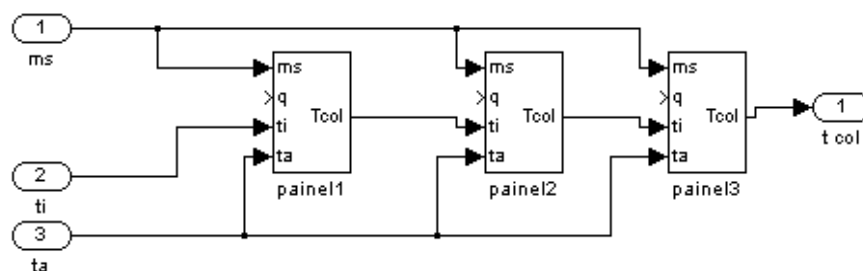 1
ms
2
ti
3
ta
ms
q
ti
ta
Tcol
painel1
ms
q
ti
ta
Tcol
painel2
ms
q
ti
ta
Tcol
painel3
1
t col